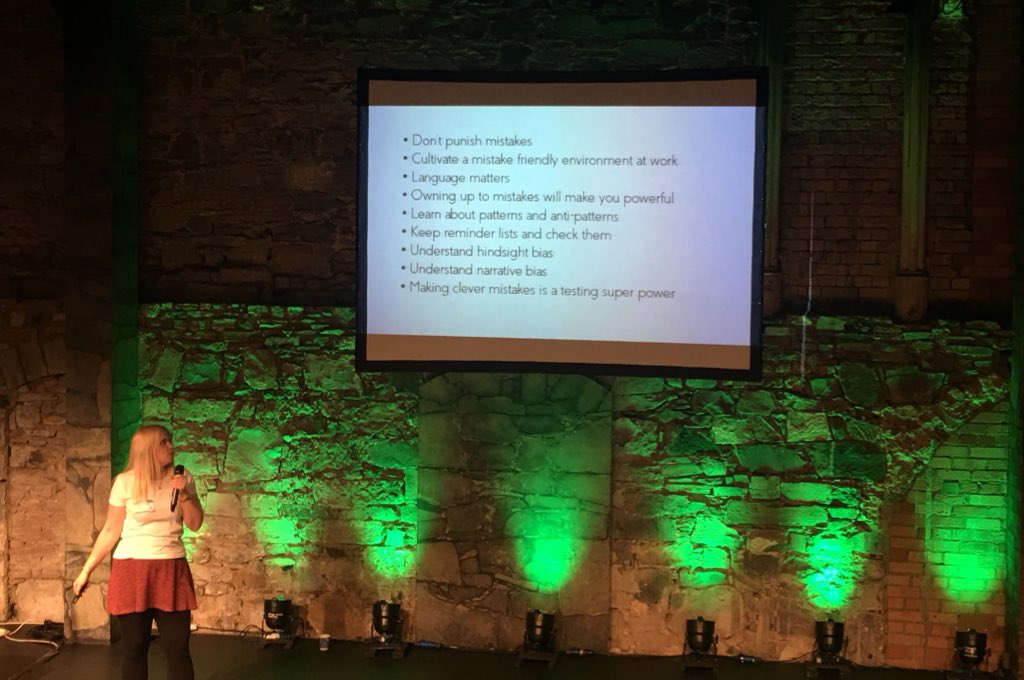 • Don't punish mistakes
• Cultivate a mistake friendly environment at work
• Language matters
• Owning up to mistakes will make you powerful
• Learn about patterns and anti-patterns
• Keep reminder lists and check them
• Understand hindsight bias
• Understand narrative bias
• Making clever mistakes is a testing super power